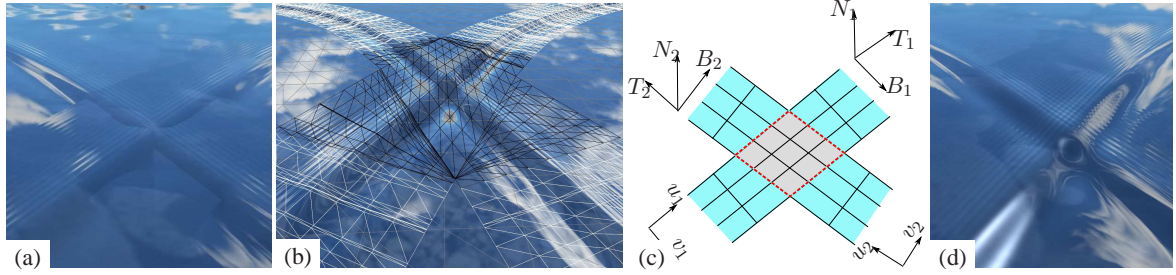 (a)
(b)
N₂
B₂
T₂
N₁
T₁
B₁
u₁
v₁
u₂
v₂
(c)
(d)